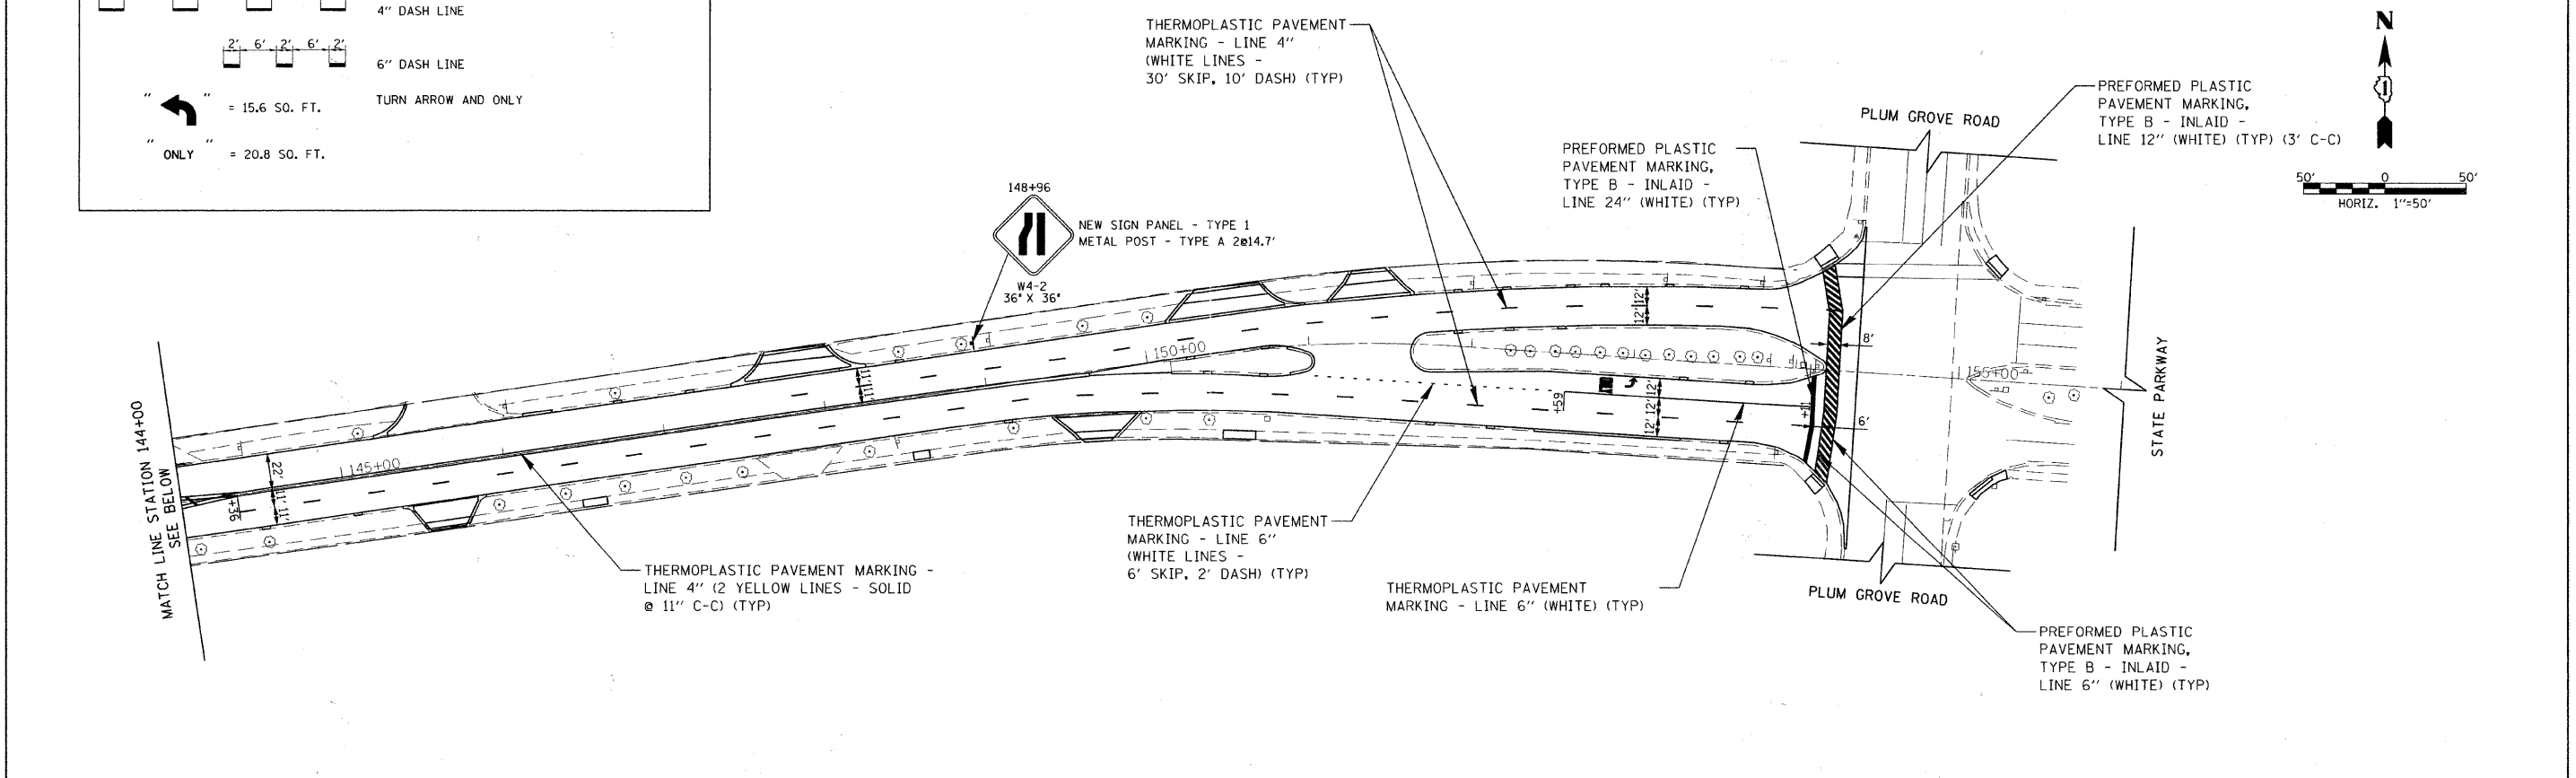 4" DASH LINE
2' 6' 2' 6' 2'
6" DASH LINE
" " = 15.6 SQ. FT.
TURN ARROW AND ONLY
" ONLY " = 20.8 SQ. FT.
THERMOPLASTIC PAVEMENT
MARKING - LINE 4"
(WHITE LINES -
30' SKIP, 10' DASH) (TYP)
PREFORMED PLASTIC
PAVEMENT MARKING,
TYPE B - INLAID -
LINE 24" (WHITE) (TYP)
PLUM GROVE ROAD
PREFORMED PLASTIC
PAVEMENT MARKING,
TYPE B - INLAID -
LINE 12" (WHITE) (TYP) (3' C-C)
N
1
50' 0 50'
HORIZ. 1"=50'
148+96
NEW SIGN PANEL - TYPE 1
METAL POST - TYPE A 2@14.7'
W4-2
36" X 36"
MATCH LINE STATION 144+00
SEE BELOW
22'
11'
11'
+36
145+00
11'
11'
150+00
12'
12'
+59
12'
12'
12'
+11
8'
6'
155+00
STATE PARKWAY
THERMOPLASTIC PAVEMENT MARKING -
LINE 4" (2 YELLOW LINES - SOLID
@ 11" C-C) (TYP)
THERMOPLASTIC PAVEMENT
MARKING - LINE 6"
(WHITE LINES -
6' SKIP, 2' DASH) (TYP)
THERMOPLASTIC PAVEMENT
MARKING - LINE 6" (WHITE) (TYP)
PLUM GROVE ROAD
PREFORMED PLASTIC
PAVEMENT MARKING,
TYPE B - INLAID -
LINE 6" (WHITE) (TYP)